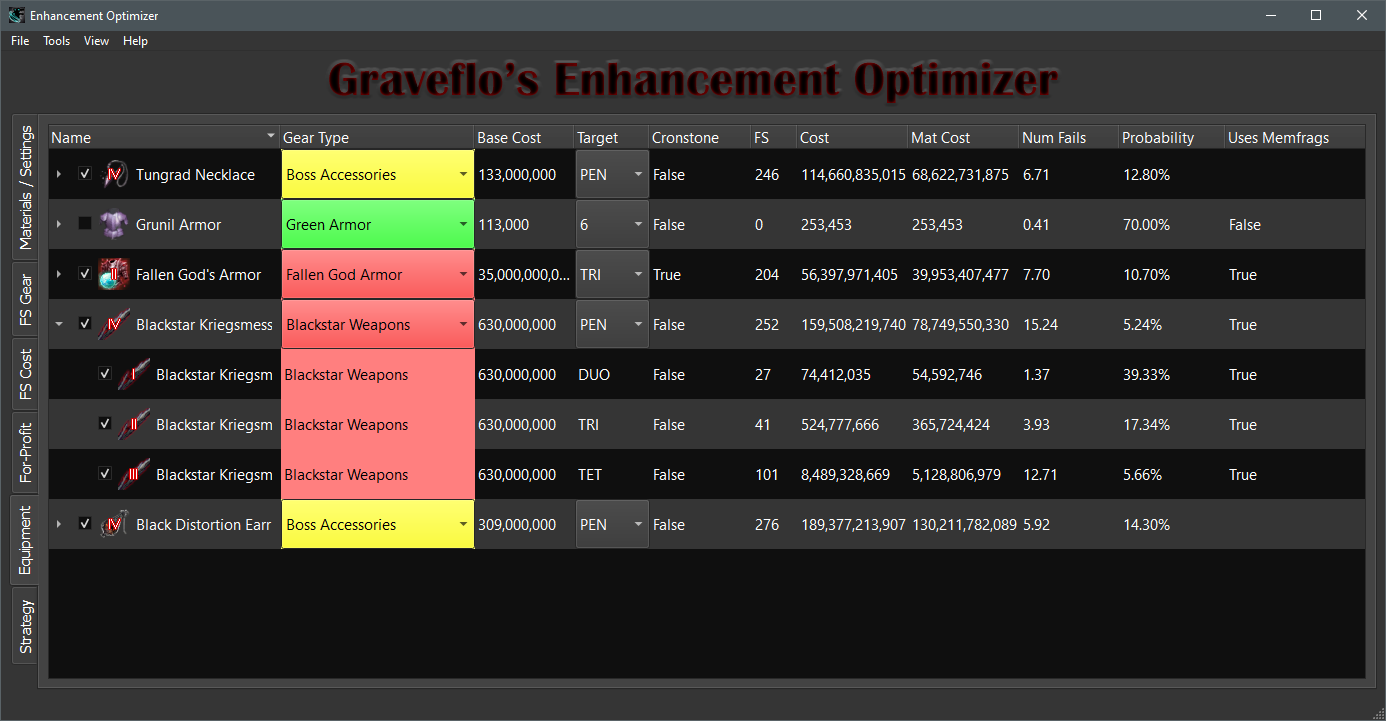 Enhancement Optimizer
File Tools View Help
Graveflo's Enhancement Optimizer
Materials / Settings
FS Gear
FS Cost
For-Profit
Equipment
Strategy
Name Gear Type Base Cost Target Cronstone FS Cost Mat Cost Num Fails Probability Uses Memfrags
IV Tungrad Necklace Boss Accessories 133,000,000 PEN False 246 114,660,835,015 68,622,731,875 6.71 12.80%
Grunil Armor Green Armor 113,000 6 False 0 253,453 253,453 0.41 70.00% False
II Fallen God's Armor Fallen God Armor 35,000,000,0... TRI True 204 56,397,971,405 39,953,407,477 7.70 10.70% True
IV Blackstar Kriegsmess Blackstar Weapons 630,000,000 PEN False 252 159,508,219,740 78,749,550,330 15.24 5.24% True
I Blackstar Kriegsm Blackstar Weapons 630,000,000 DUO False 27 74,412,035 54,592,746 1.37 39.33% True
II Blackstar Kriegsm Blackstar Weapons 630,000,000 TRI False 41 524,777,666 365,724,424 3.93 17.34% True
III Blackstar Kriegsm Blackstar Weapons 630,000,000 TET False 101 8,489,328,669 5,128,806,979 12.71 5.66% True
IV Black Distortion Earr Boss Accessories 309,000,000 PEN False 276 189,377,213,907 130,211,782,089 5.92 14.30%